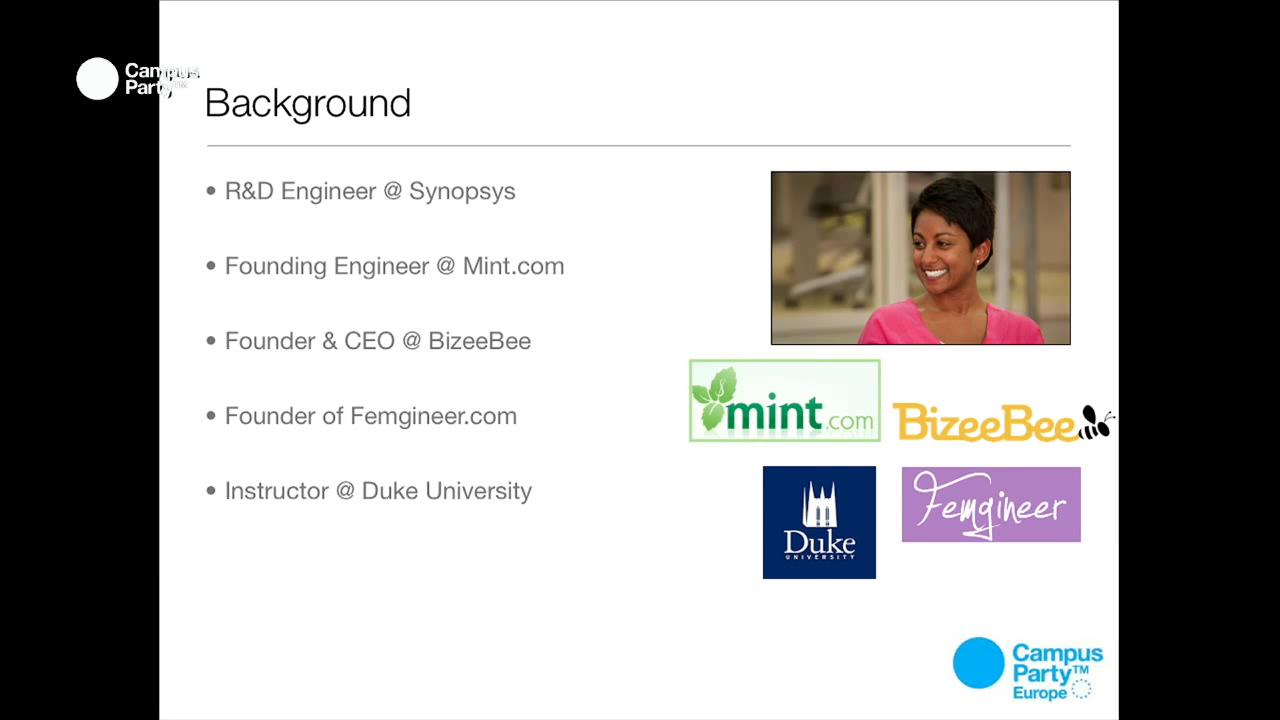 Campus
Party™
Background
• R&D Engineer @ Synopsys
• Founding Engineer @ Mint.com
• Founder & CEO @ BizeeBee
• Founder of Femgineer.com
• Instructor @ Duke University
mint.com
BizeeBee
Duke
UNIVERSITY
Femgineer
Campus
Party™
Europe